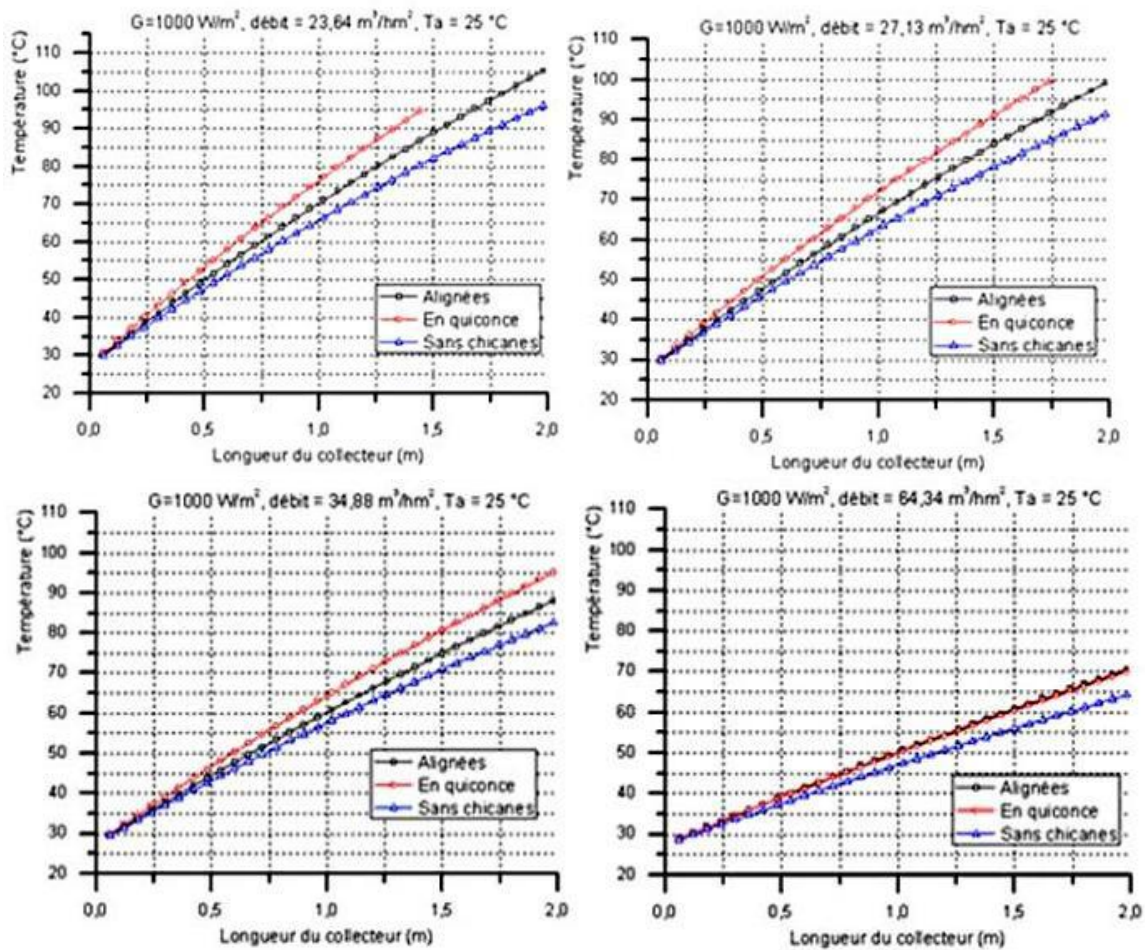 G=1000 W/m², débit = 23,64 m³/hm², Ta = 25 °C
Température (°C)
110
100
90
80
70
60
50
40
30
20
Alignées
En quiconce
Sans chicanes
0,0 0,5 1,0 1,5 2,0
Longueur du collecteur (m)
G=1000 W/m², débit = 27,13 m³/hm², Ta = 25 °C
Température (°C)
110
100
90
80
70
60
50
40
30
20
Alignées
En quiconce
Sans chicanes
0,0 0,5 1,0 1,5 2,0
Longueur du collecteur (m)
G=1000 W/m², débit = 34,88 m³/hm², Ta = 25 °C
Température (°C)
110
100
90
80
70
60
50
40
30
20
Alignées
En quiconce
Sans chicanes
0,0 0,5 1,0 1,5 2,0
Longueur du collecteur (m)
G=1000 W/m², débit = 64,34 m³/hm², Ta = 25 °C
Température (°C)
110
100
90
80
70
60
50
40
30
20
Alignées
En quiconce
Sans chicanes
0,0 0,5 1,0 1,5 2,0
Longueur du collecteur (m)